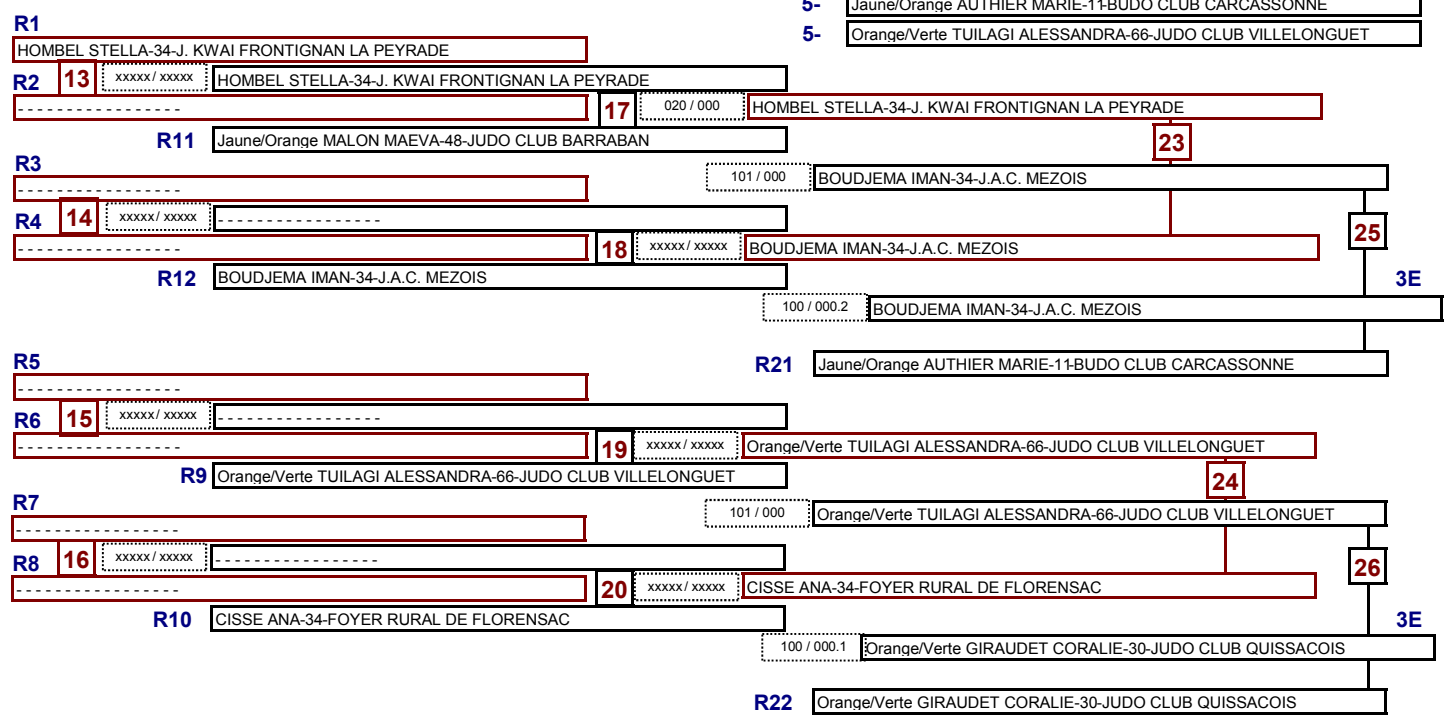 5- Jaune/Orange AUTHIER MARIE-11-BUDO CLUB CARCASSONNE
R1
5- Orange/Verte TUILAGI ALESSANDRA-66-JUDO CLUB VILLELONGUET
HOMBEL STELLA-34-J. KWAI FRONTIGNAN LA PEYRADE
R2 13 xxxxx / xxxxx HOMBEL STELLA-34-J. KWAI FRONTIGNAN LA PEYRADE
- - - - - - - - - - - - - - - - - 17 020 / 000 HOMBEL STELLA-34-J. KWAI FRONTIGNAN LA PEYRADE
R11 Jaune/Orange MALON MAEVA-48-JUDO CLUB BARRABAN 23
R3
101 / 000 BOUDJEMA IMAN-34-J.A.C. MEZOIS
- - - - - - - - - - - - - - - - -
R4 14 xxxxx / xxxxx - - - - - - - - - - - - - - - - -
25
- - - - - - - - - - - - - - - - - 18 xxxxx / xxxxx BOUDJEMA IMAN-34-J.A.C. MEZOIS
R12 BOUDJEMA IMAN-34-J.A.C. MEZOIS 3E
100 / 000.2 BOUDJEMA IMAN-34-J.A.C. MEZOIS
R5
R21 Jaune/Orange AUTHIER MARIE-11-BUDO CLUB CARCASSONNE
- - - - - - - - - - - - - - - - -
R6 15 xxxxx / xxxxx - - - - - - - - - - - - - - - - -
- - - - - - - - - - - - - - - - - 19 xxxxx / xxxxx Orange/Verte TUILAGI ALESSANDRA-66-JUDO CLUB VILLELONGUET
R9 Orange/Verte TUILAGI ALESSANDRA-66-JUDO CLUB VILLELONGUET 24
R7
101 / 000 Orange/Verte TUILAGI ALESSANDRA-66-JUDO CLUB VILLELONGUET
- - - - - - - - - - - - - - - - -
R8 16 xxxxx / xxxxx - - - - - - - - - - - - - - - - -
26
- - - - - - - - - - - - - - - - - 20 xxxxx / xxxxx CISSE ANA-34-FOYER RURAL DE FLORENSAC
R10 CISSE ANA-34-FOYER RURAL DE FLORENSAC 3E
100 / 000.1 Orange/Verte GIRAUDET CORALIE-30-JUDO CLUB QUISSACOIS
R22 Orange/Verte GIRAUDET CORALIE-30-JUDO CLUB QUISSACOIS